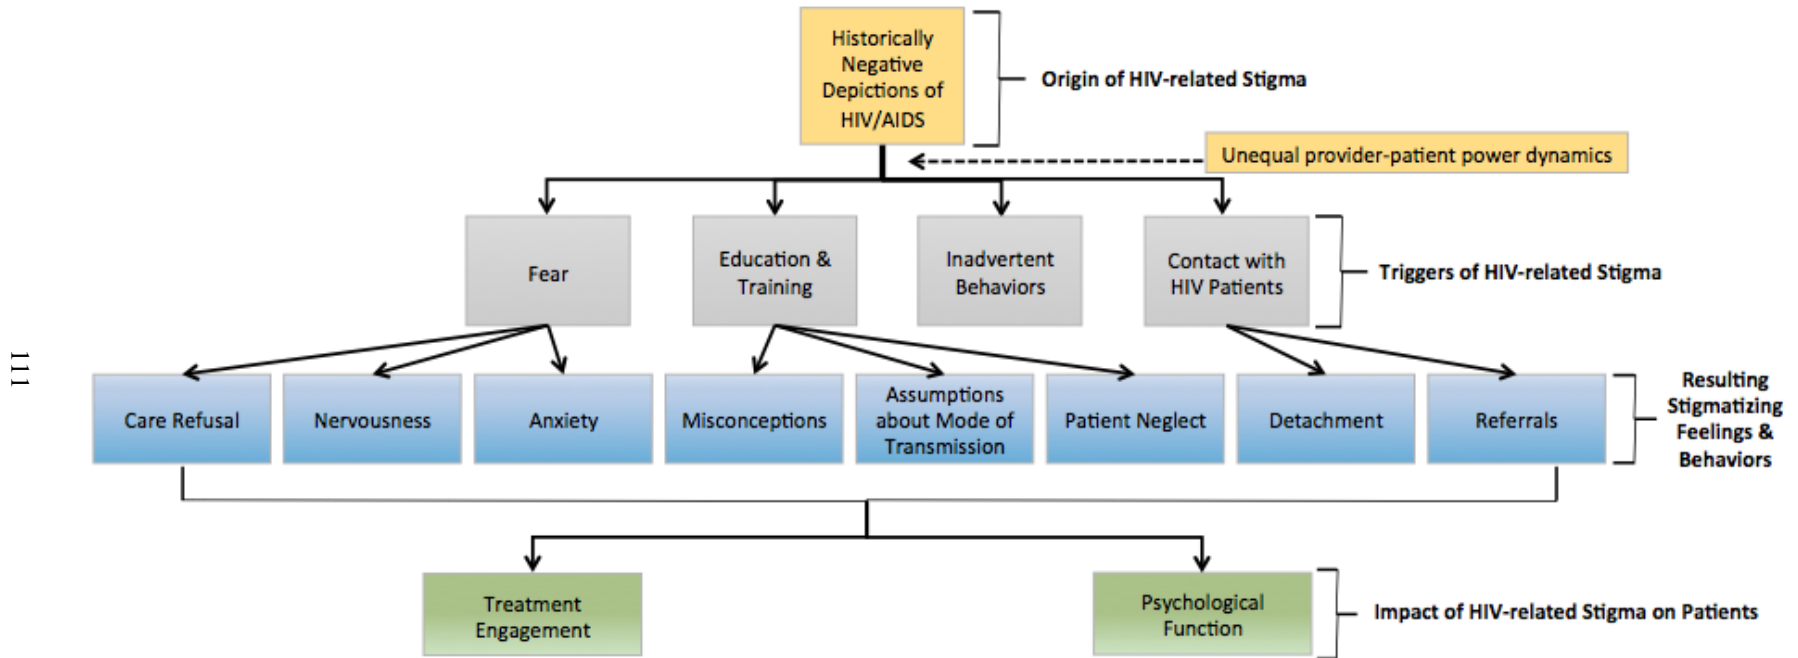 Historically
Negative
Depictions of
HIV/AIDS
Origin of HIV-related Stigma
Unequal provider-patient power dynamics
Fear
Education &
Training
Inadvertent
Behaviors
Contact with
HIV Patients
Triggers of HIV-related Stigma
Care Refusal
Nervousness
Anxiety
Misconceptions
Assumptions
about Mode of
Transmission
Patient Neglect
Detachment
Referrals
Resulting
Stigmatizing
Feelings &
Behaviors
Treatment
Engagement
Psychological
Function
Impact of HIV-related Stigma on Patients
111